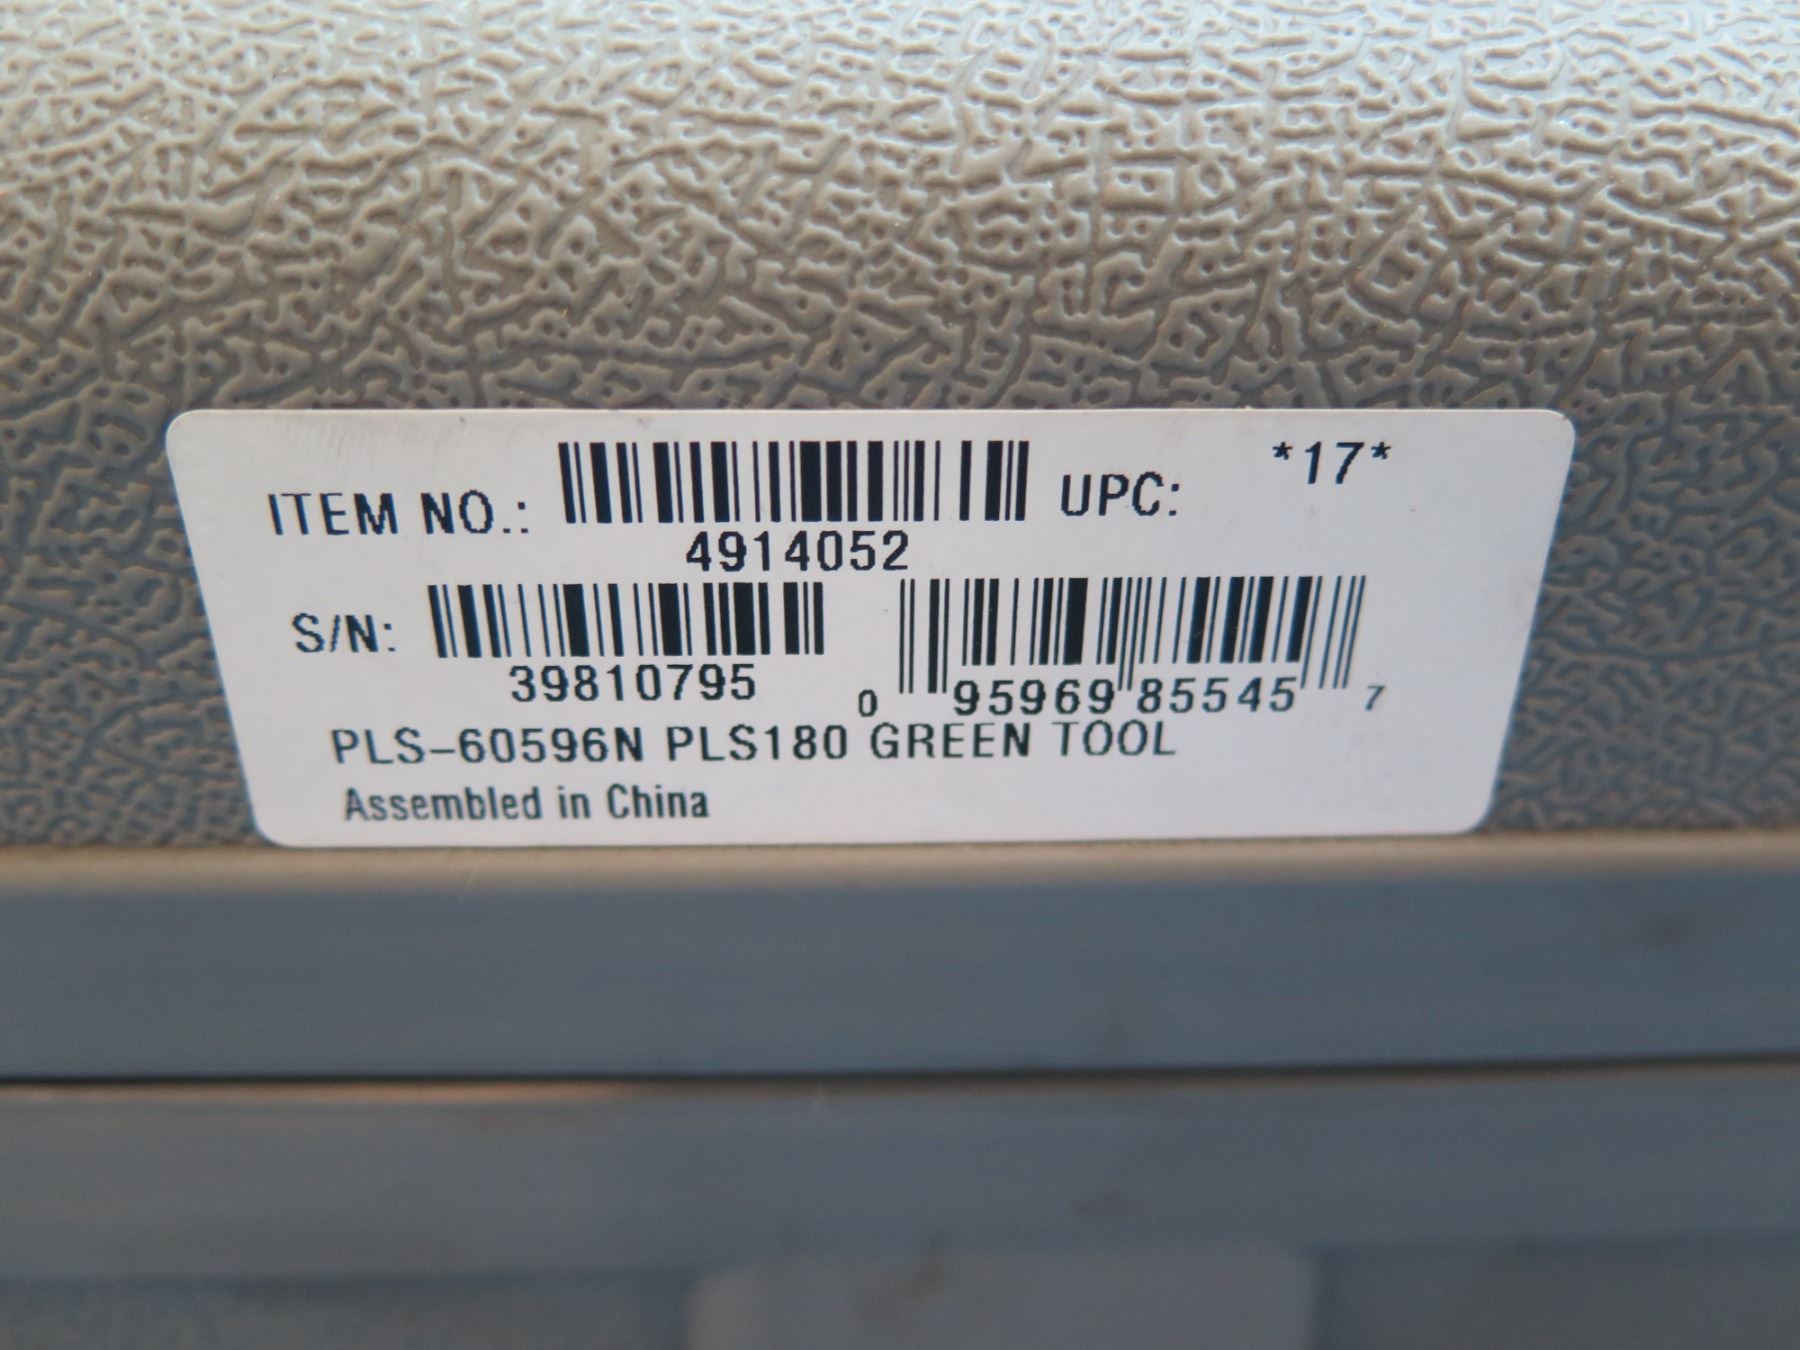 ITEM NO.: UPC: *17*
4914052
S/N:
39810795 0 95969 85545 7
PLS-60596N PLS180 GREEN TOOL
Assembled in China